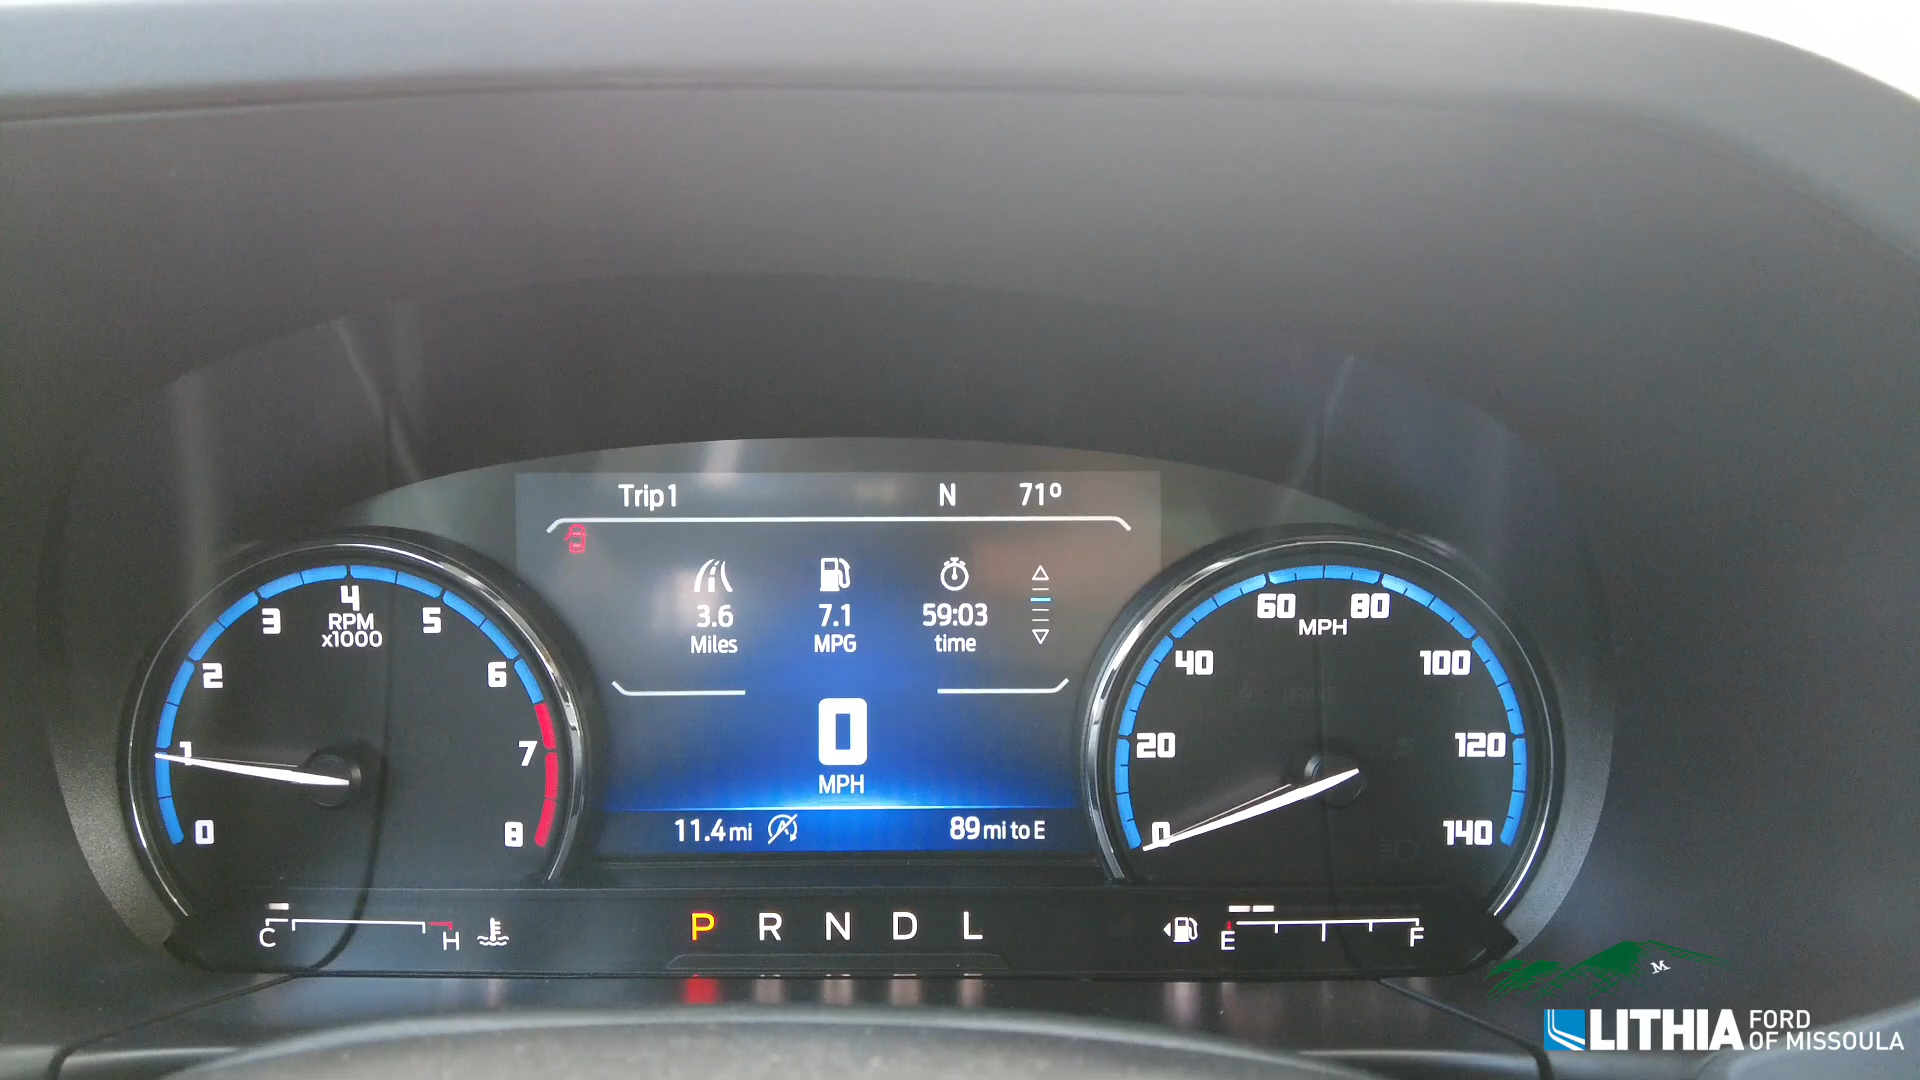 Trip 1 N 71º
3.6 7.1 59:03
Miles MPG time
0
MPH
11.4 mi 89 mi to E
0 1 2 3 4 5 6 7 8
RPM
x1000
0 20 40 60 80 100 120 140
MPH
C H
P R N D L
E F
M
LITHIA FORD
OF MISSOULA